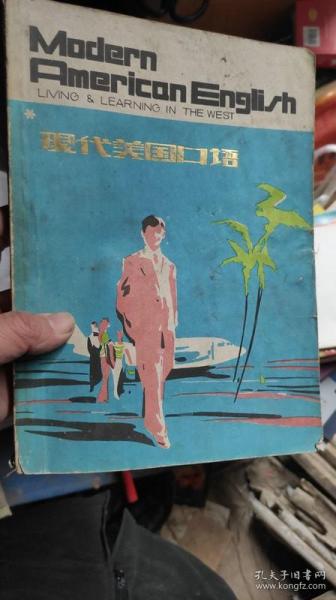 Modern
American English
LIVING & LEARNING IN THE WEST
現代美国口语
孔夫子旧书网
www.kongfz.com